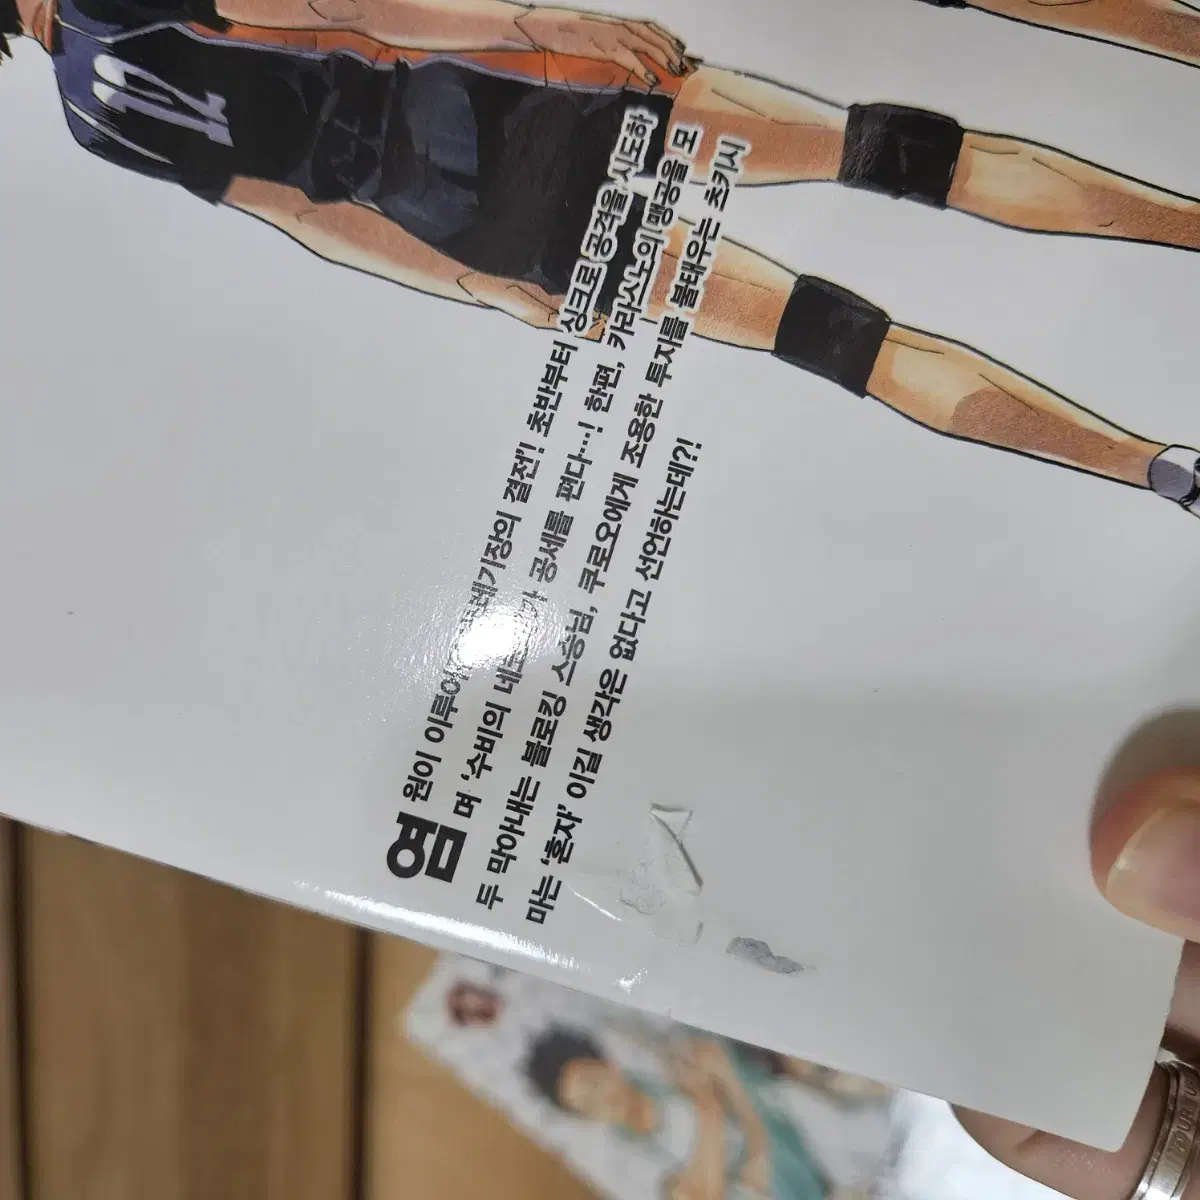 염원이 이루어 쓰레기장의 결전'! 초반부터 싱크로 공격을 시도하
며 '수비의 네코 가 공세를 편다…! 한편, 카라스노의 맹공을 모
두 막아내는 블로킹 스승님, 쿠로오에게 조용한 투지를 불태우는 츠키시
마는 '혼자' 이길 생각은 없다고 선언하는데?!
12